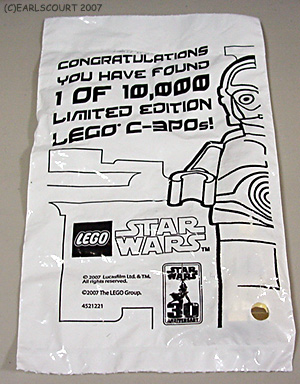 (C)EARLSCOURT 2007
CONGRATULATIONS
YOU HAVE FOUND
1 OF 10,000
LIMITED EDITION
LEGO® C-3POs!
LEGO
STAR
WARS™
© 2007 Lucasfilm Ltd. & TM.
All rights reserved.
©2007 The LEGO Group.
4521221
STAR
WARS
30
ANNIVERSARY